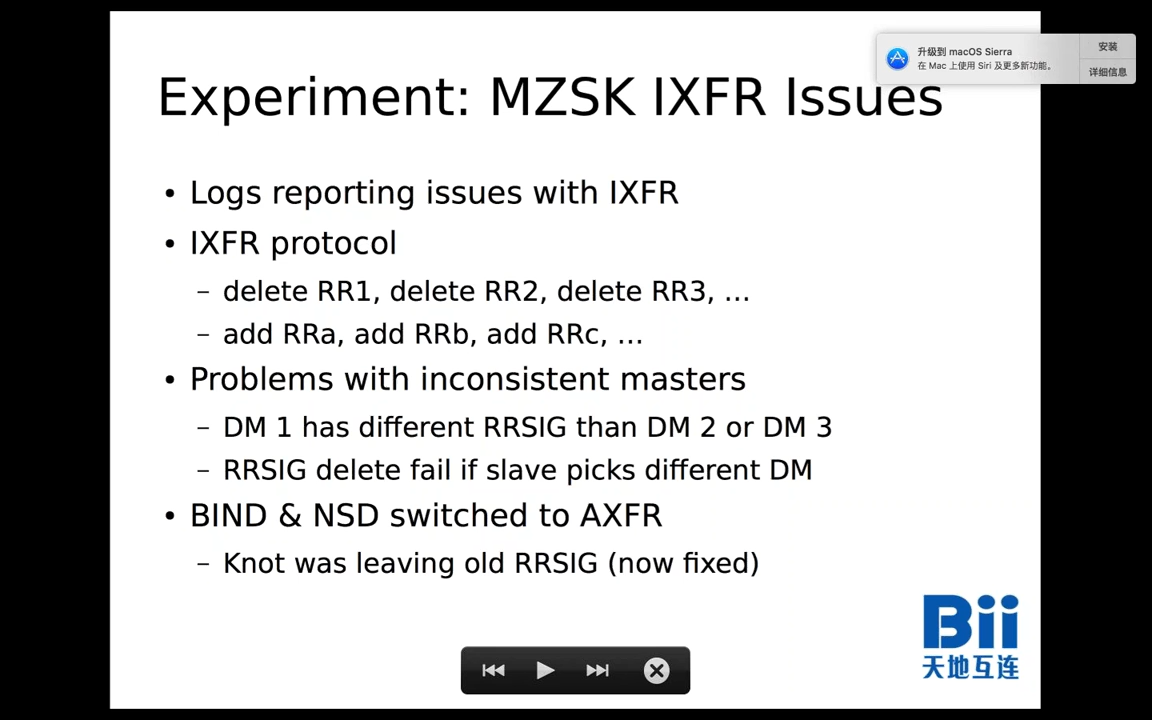 升级到 macOS Sierra
在 Mac 上使用 Siri 及更多新功能。
安装
详细信息
Experiment: MZSK IXFR Issues
• Logs reporting issues with IXFR
• IXFR protocol
– delete RR1, delete RR2, delete RR3, …
– add RRa, add RRb, add RRc, …
• Problems with inconsistent masters
– DM 1 has different RRSIG than DM 2 or DM 3
– RRSIG delete fail if slave picks different DM
• BIND & NSD switched to AXFR
– Knot was leaving old RRSIG (now fixed)
Bii
天地互连